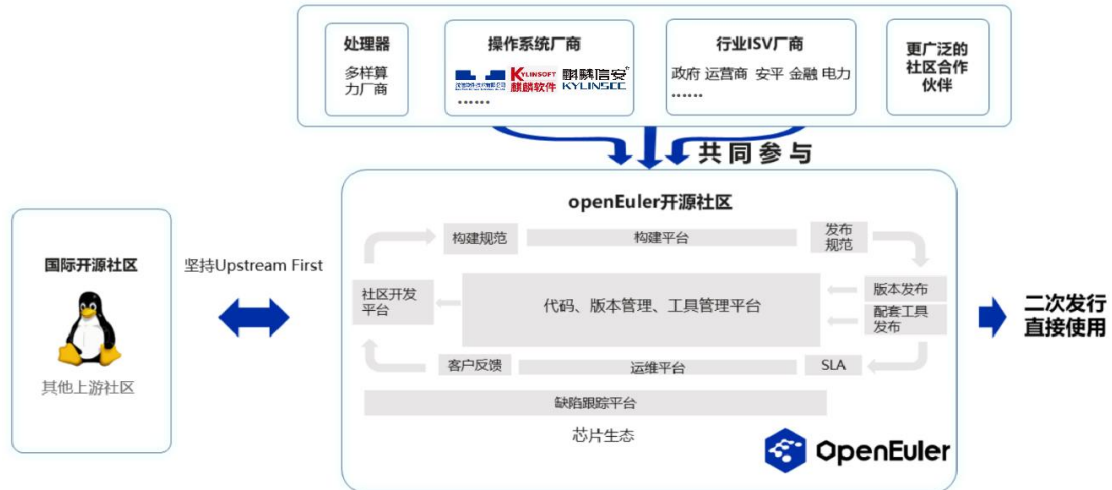 处理器
多样算
力厂商
操作系统厂商
KYLINSOFT
麒麟软件
麒麟信安
KYLINSEC
......
行业ISV厂商
政府 运营商 安平 金融 电力
......
更广泛的
社区合作
伙伴
共同参与
国际开源社区
其他上游社区
坚持Upstream First
openEuler开源社区
构建规范
构建平台
发布
规范
社区开发
平台
代码、版本管理、工具管理平台
版本发布
配套工具
发布
客户反馈
运维平台
SLA
缺陷跟踪平台
芯片生态
OpenEuler
二次发行
直接使用